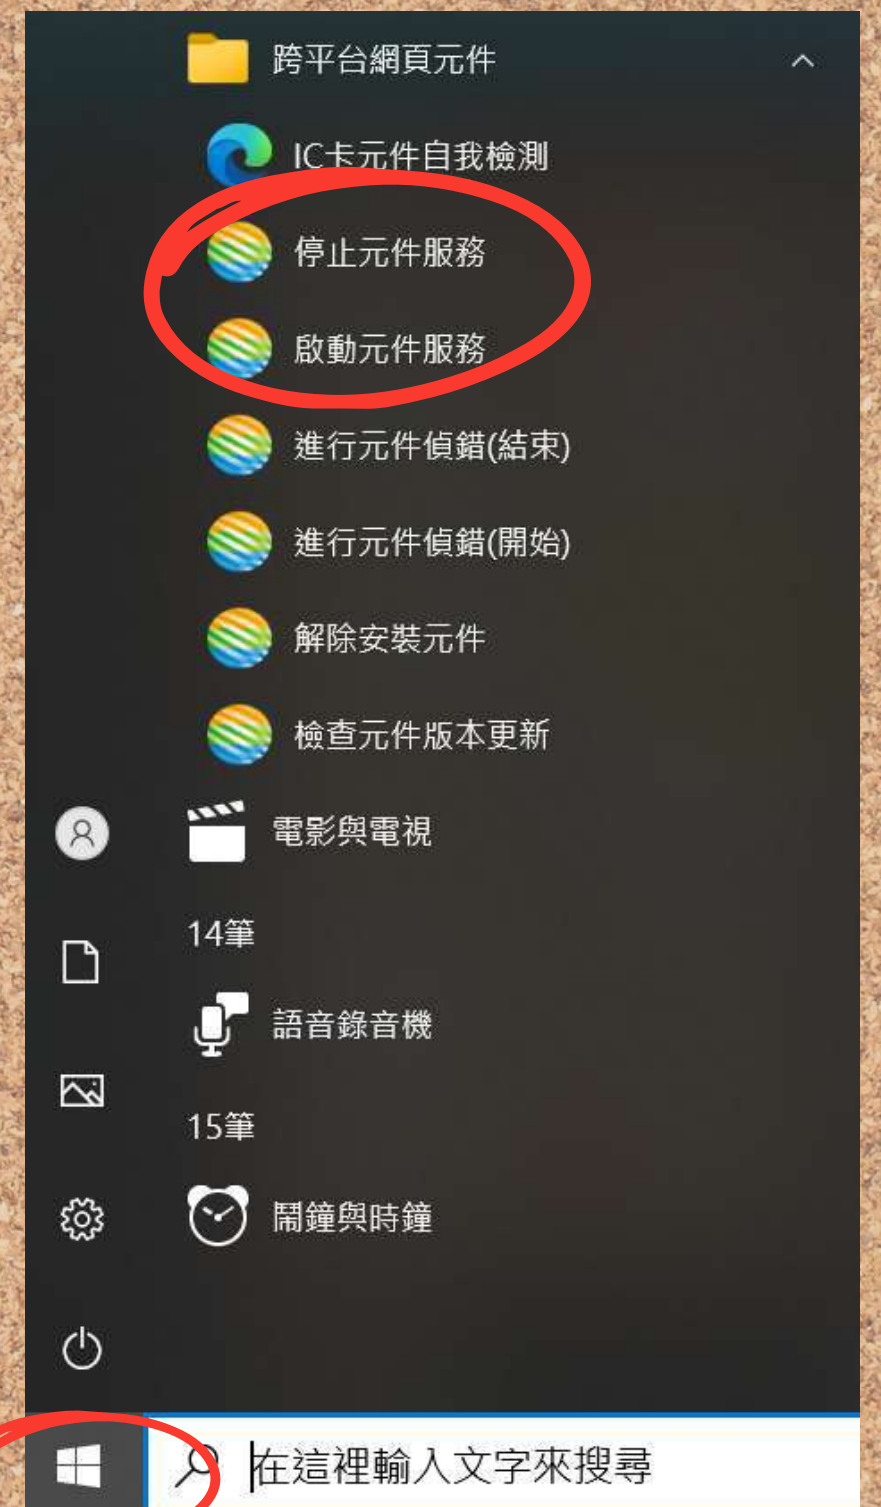 跨平台網頁元件
IC卡元件自我檢測
停止元件服務
啟動元件服務
進行元件偵錯(結束)
進行元件偵錯(開始)
解除安裝元件
檢查元件版本更新
電影與電視
14筆
語音錄音機
15筆
鬧鐘與時鐘
在這裡輸入文字來搜尋